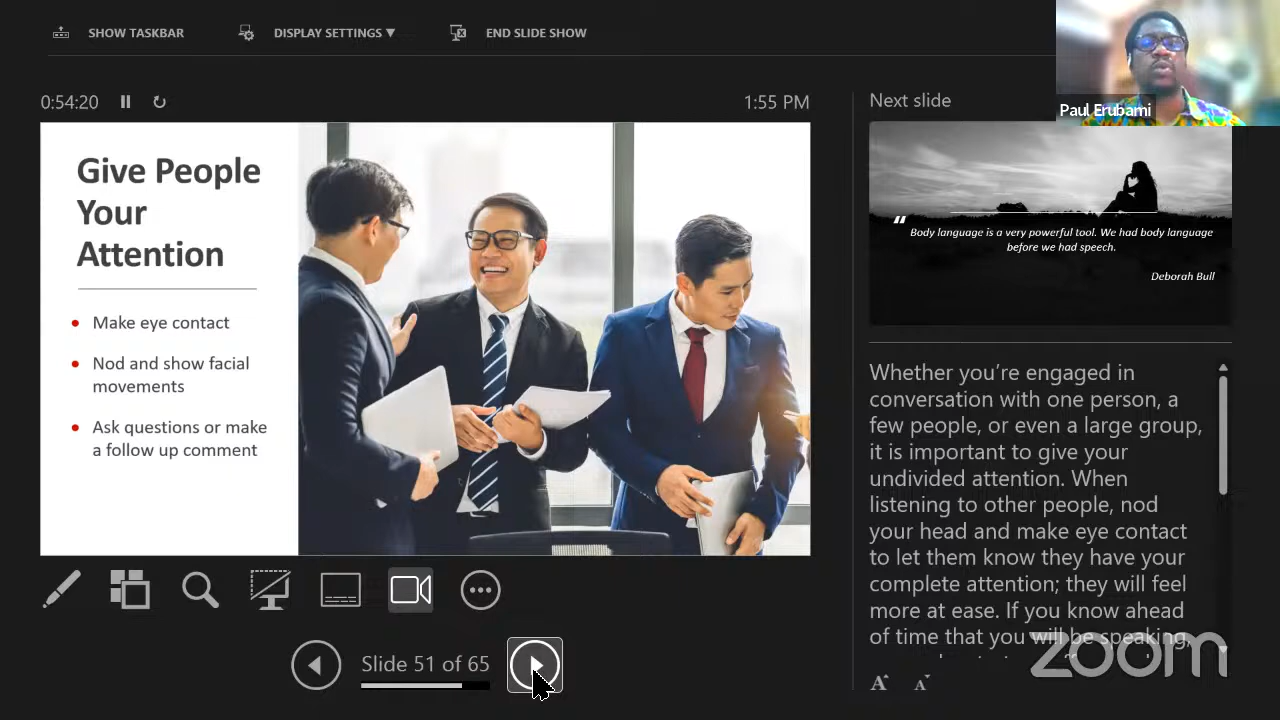 SHOW TASKBAR
DISPLAY SETTINGS ▼
END SLIDE SHOW
Paul Erubami
0:54:20
1:55 PM
Give People
Your
Attention
Make eye contact
Nod and show facial
movements
Ask questions or make
a follow up comment
Next slide
“
Body language is a very powerful tool. We had body language
before we had speech.
Deborah Bull
Whether you’re engaged in
conversation with one person, a
few people, or even a large group,
it is important to give your
undivided attention. When
listening to other people, nod
your head and make eye contact
to let them know they have your
complete attention; they will feel
more at ease. If you know ahead
of time that you will be speaking,
Slide 51 of 65
A A
zoom